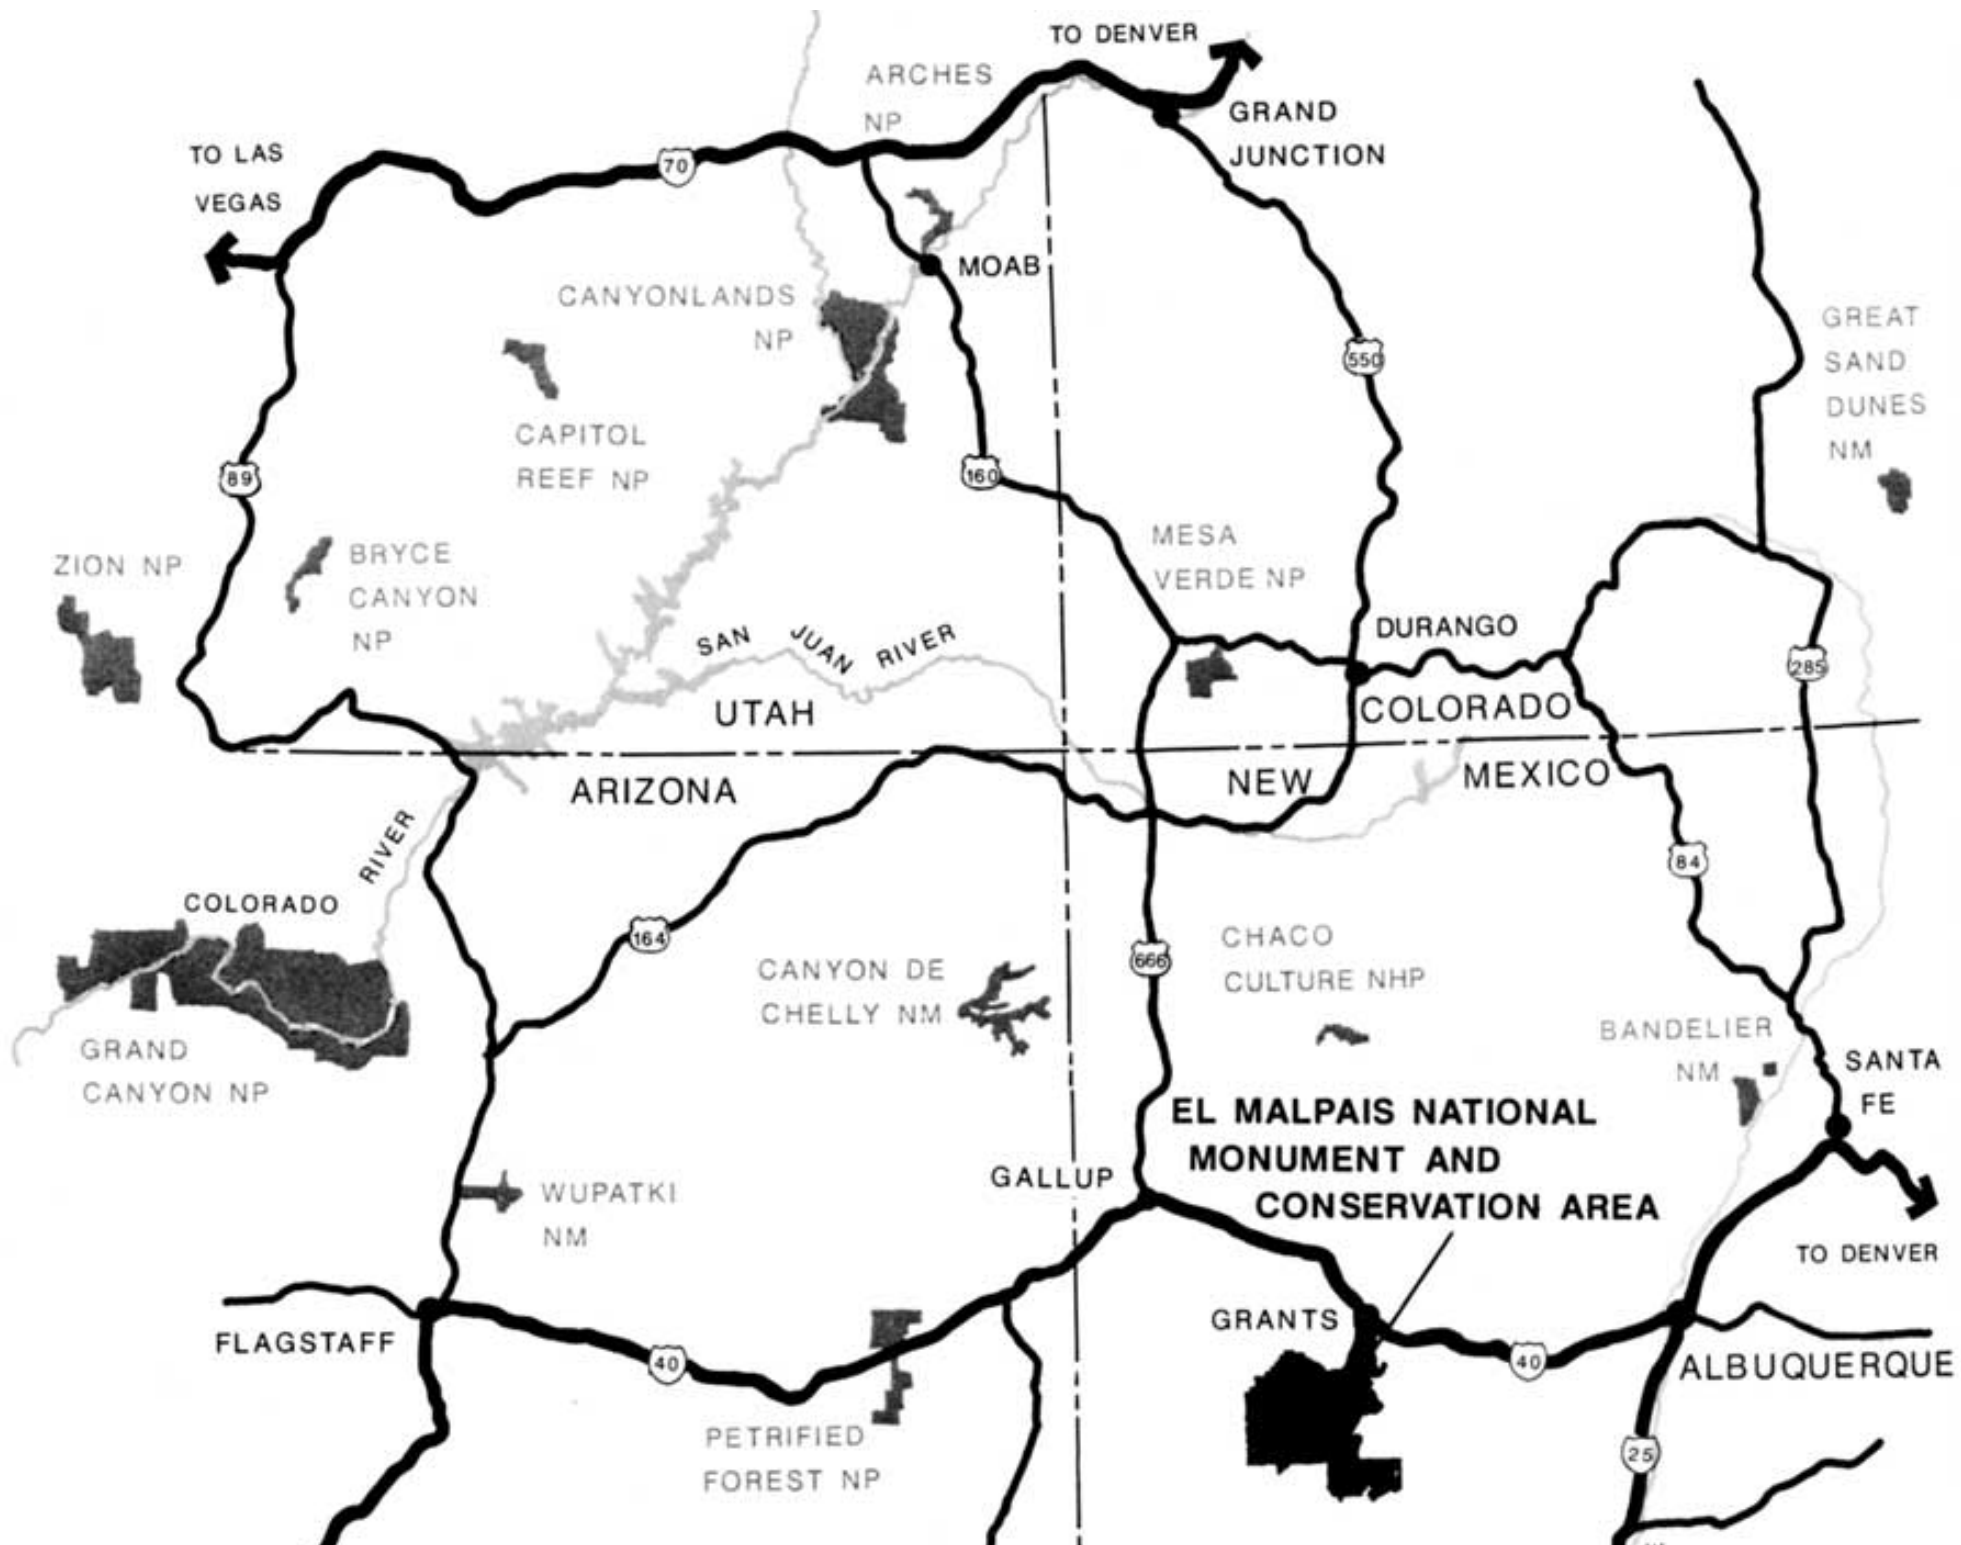 TO DENVER
ARCHES
NP
GRAND
JUNCTION
TO LAS
VEGAS
70
MOAB
CANYONLANDS
NP
550
GREAT
SAND
DUNES
NM
CAPITOL
REEF NP
89
160
MESA
VERDE NP
ZION NP
BRYCE
CANYON
NP
SAN JUAN RIVER
DURANGO
285
UTAH
COLORADO
ARIZONA
NEW MEXICO
RIVER
COLORADO
84
164
666
CANYON DE
CHELLY NM
CHACO
CULTURE NHP
GRAND
CANYON NP
BANDELIER
NM
SANTA
FE
EL MALPAIS NATIONAL
MONUMENT AND
CONSERVATION AREA
GALLUP
WUPATKI
NM
TO DENVER
GRANTS
FLAGSTAFF
40
40
ALBUQUERQUE
PETRIFIED
FOREST NP
25